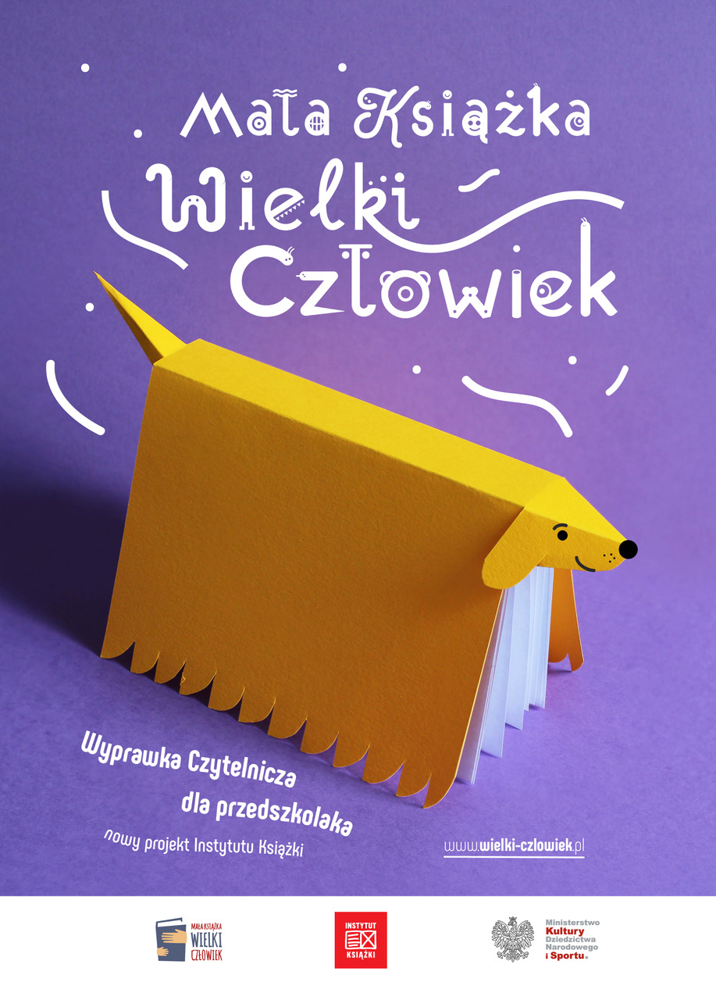 Mała Książka
Wielki
Człowiek
Wyprawka Czytelnicza
dla przedszkolaka
nowy projekt Instytutu Książki
www.wielki-człowiek.pl
MAŁA KSIĄŻKA
WIELKI
CZŁOWIEK
INSTYTUT
KSIĄŻKI
Ministerstwo
Kultury
Dziedzictwa
Narodowego
i Sportu.